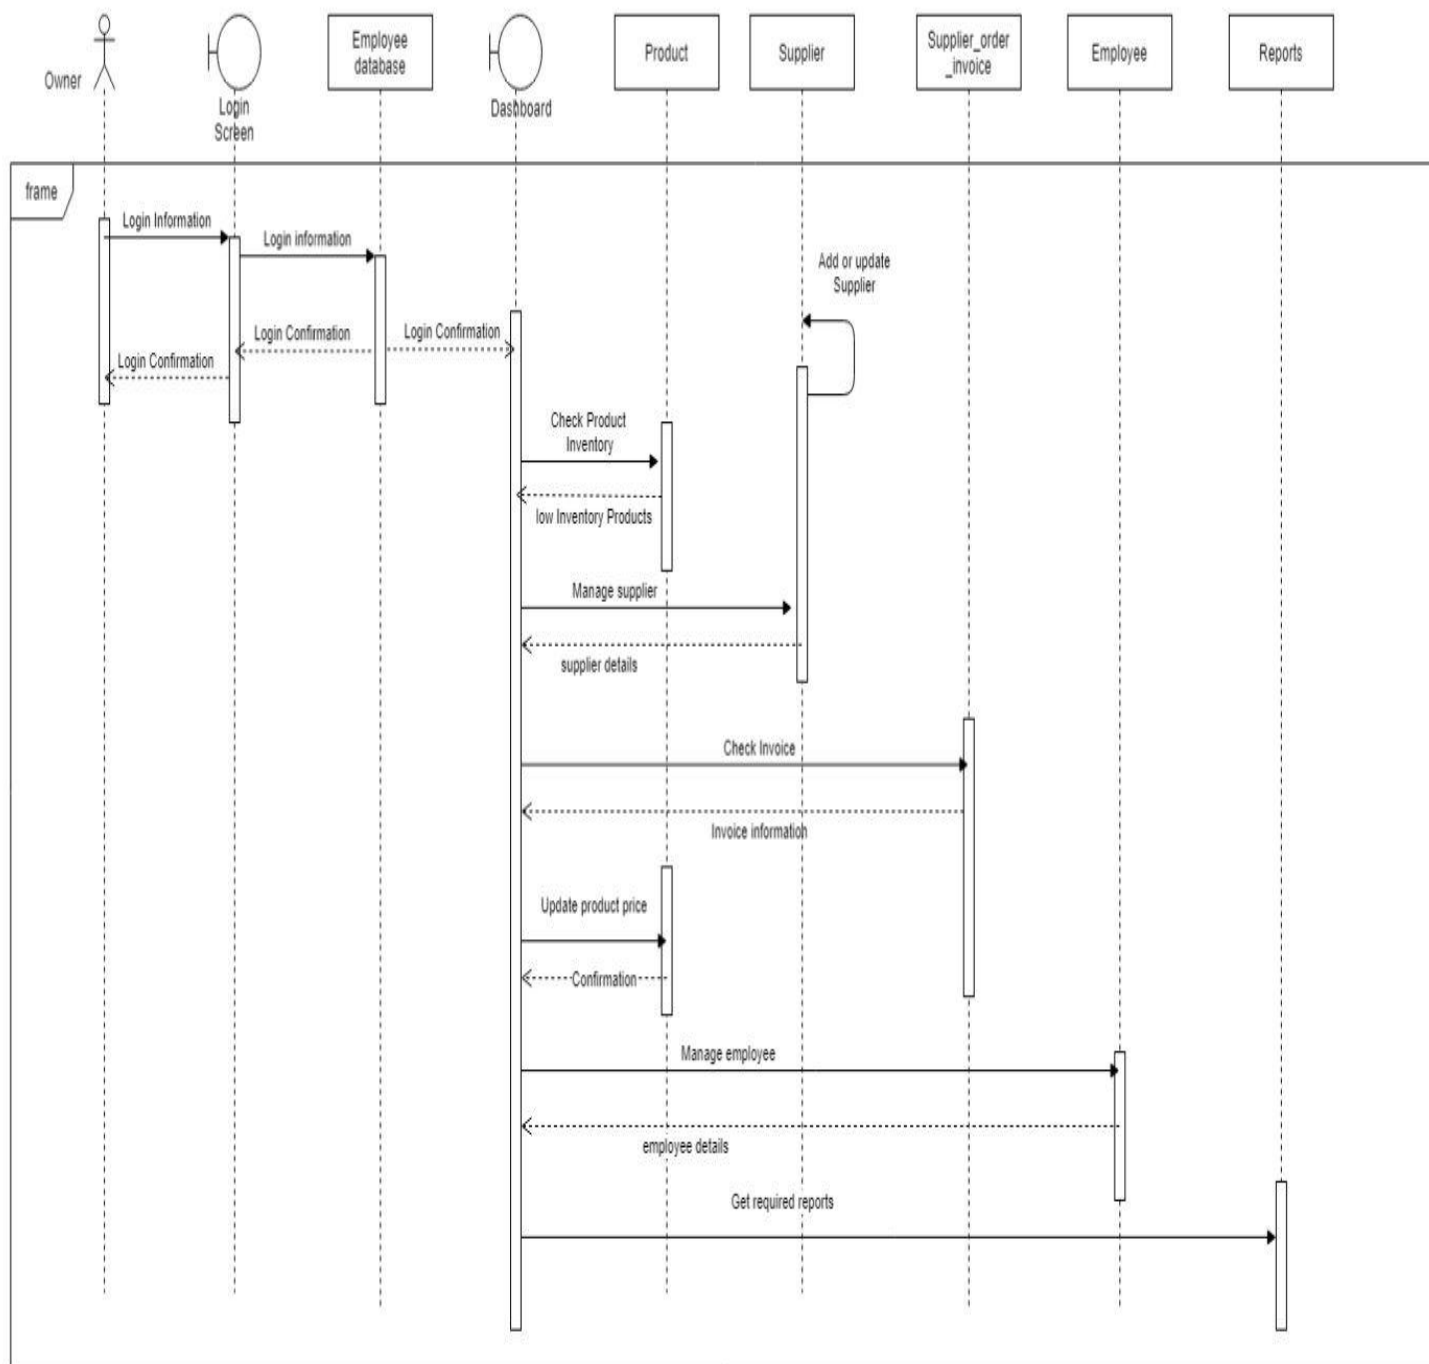 Owner
Login
Screen
Employee
database
Dashboard
Product
Supplier
Supplier_order
_invoice
Employee
Reports
frame
Login Information
Login information
Add or update
Supplier
Login Confirmation
Login Confirmation
Login Confirmation
Check Product
Inventory
low Inventory Products
Manage supplier
supplier details
Check Invoice
Invoice information
Update product price
Confirmation
Manage employee
employee details
Get required reports